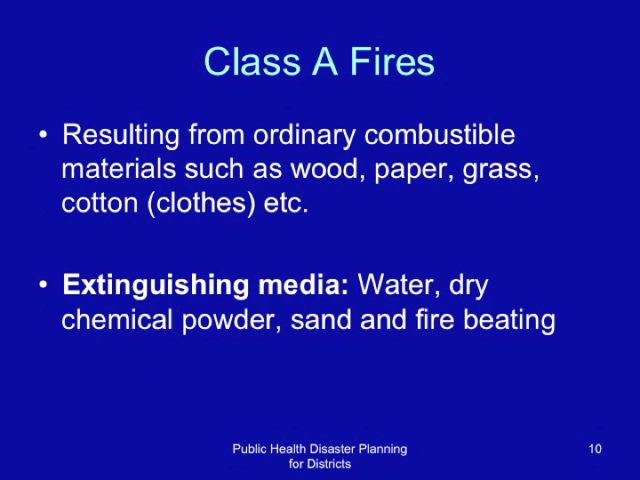 Class A Fires
• Resulting from ordinary combustible
materials such as wood, paper, grass,
cotton (clothes) etc.
• Extinguishing media: Water, dry
chemical powder, sand and fire beating
Public Health Disaster Planning
for Districts
10